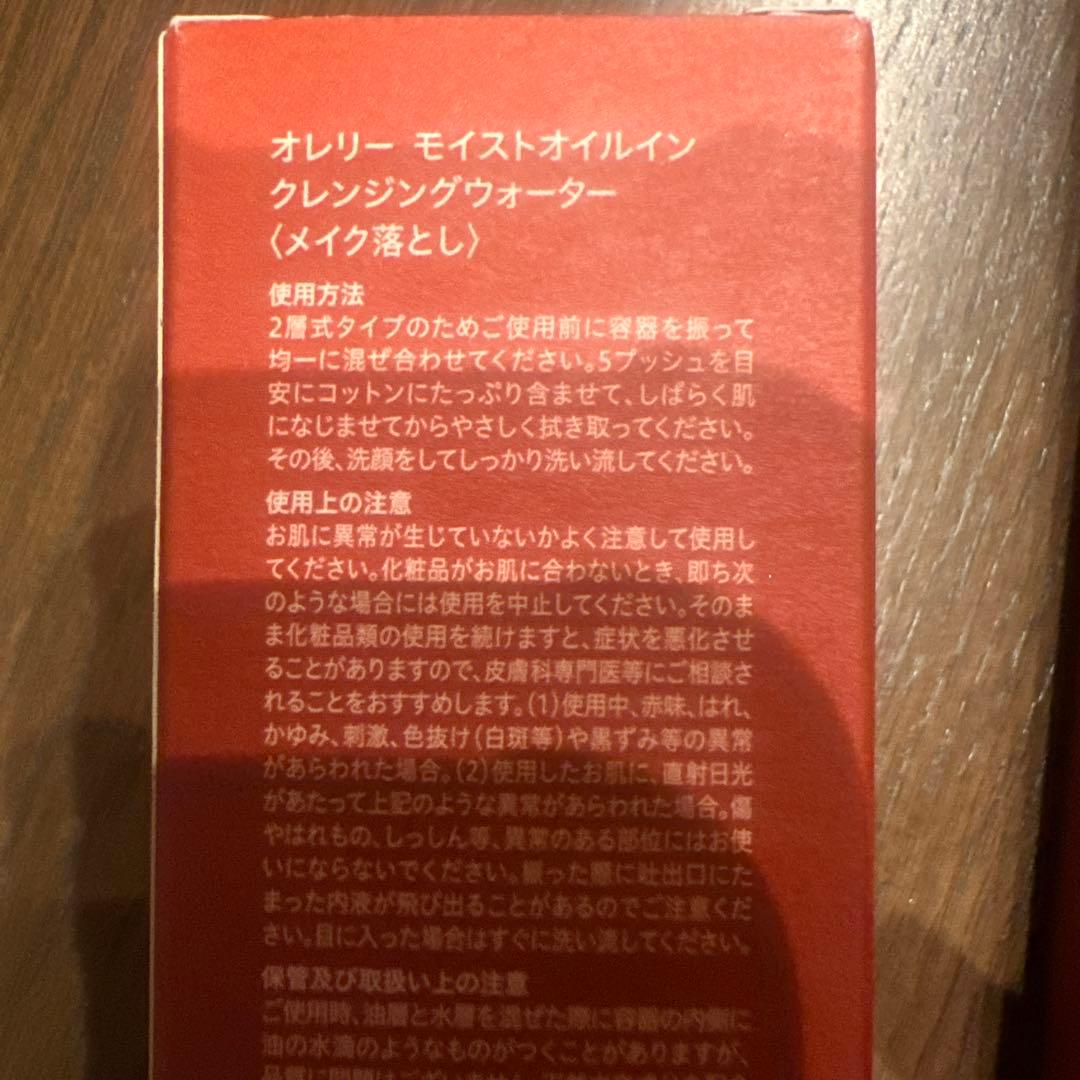 オレリー モイストオイルイン
クレンジングウォーター
〈メイク落とし〉
使用方法
2層式タイプのためご使用前に容器を振って
均一に混ぜ合わせてください。5プッシュを目
安にコットンにたっぷり含ませて、しばらく肌
になじませてからやさしく拭き取ってください。
その後、洗顔をしてしっかり洗い流してください。
使用上の注意
お肌に異常が生じていないかよく注意して使用し
てください。化粧品がお肌に合わないとき、即ち次
のような場合には使用を中止してください。そのま
ま化粧品類の使用を続けますと、症状を悪化させ
ることがありますので、皮膚科専門医等にご相談さ
れることをおすすめします。(1)使用中、赤味、はれ、
かゆみ、刺激、色抜け(白斑等)や黒ずみ等の異常
があらわれた場合。(2)使用したお肌に、直射日光
があたって上記のような異常があらわれた場合。傷
やはれもの、しっしん等、異常のある部位にはお使
いにならないでください。振った際に吐出口にた
まった内液が飛び出ることがあるのでご注意くだ
さい。目に入った場合はすぐに洗い流してください。
保管及び取扱い上の注意
ご使用時、油層と水層を混ぜた際に容器の内側に
油の水滴のようなものがつくことがありますが、